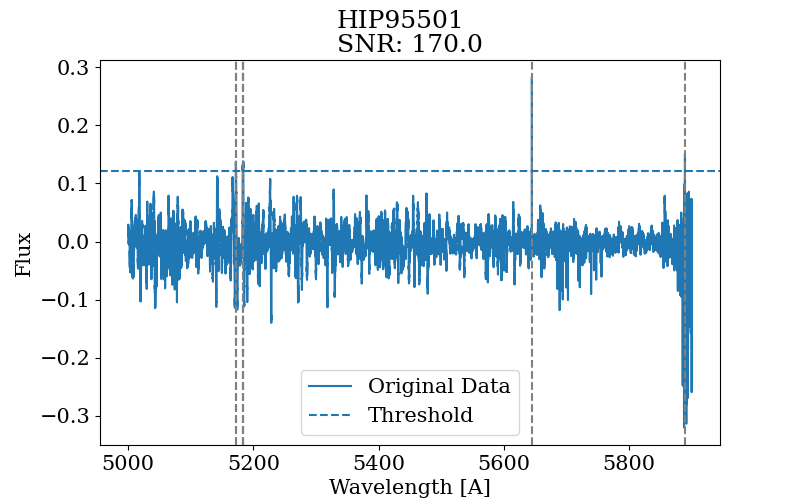 HIP95501
SNR: 170.0
0.3
0.2
0.1
0.0
−0.1
−0.2
−0.3
Flux
Original Data
Threshold
5000 5200 5400 5600 5800
Wavelength [A]